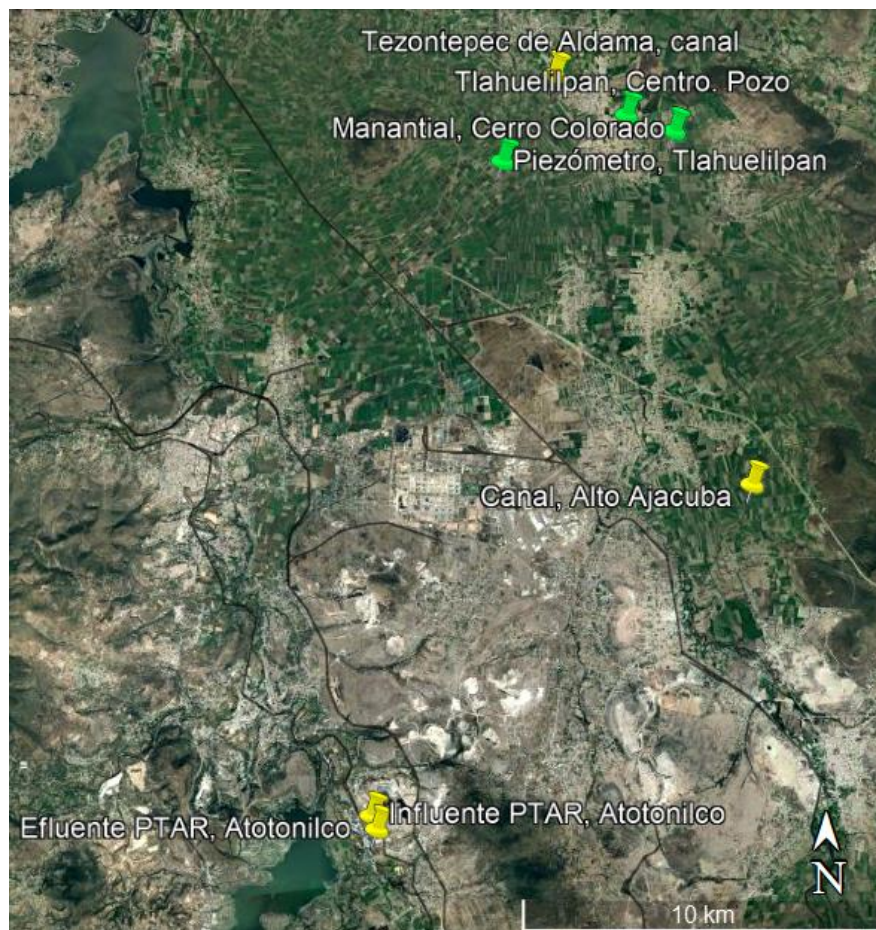 Tezontepec de Aldama, canal
Tlahuelilpan, Centro. Pozo
Manantial, Cerro Colorado
Piezómetro, Tlahuelilpan
Canal, Alto Ajacuba
Influente PTAR, Atotonilco
Efluente PTAR, Atotonilco
N
10 km